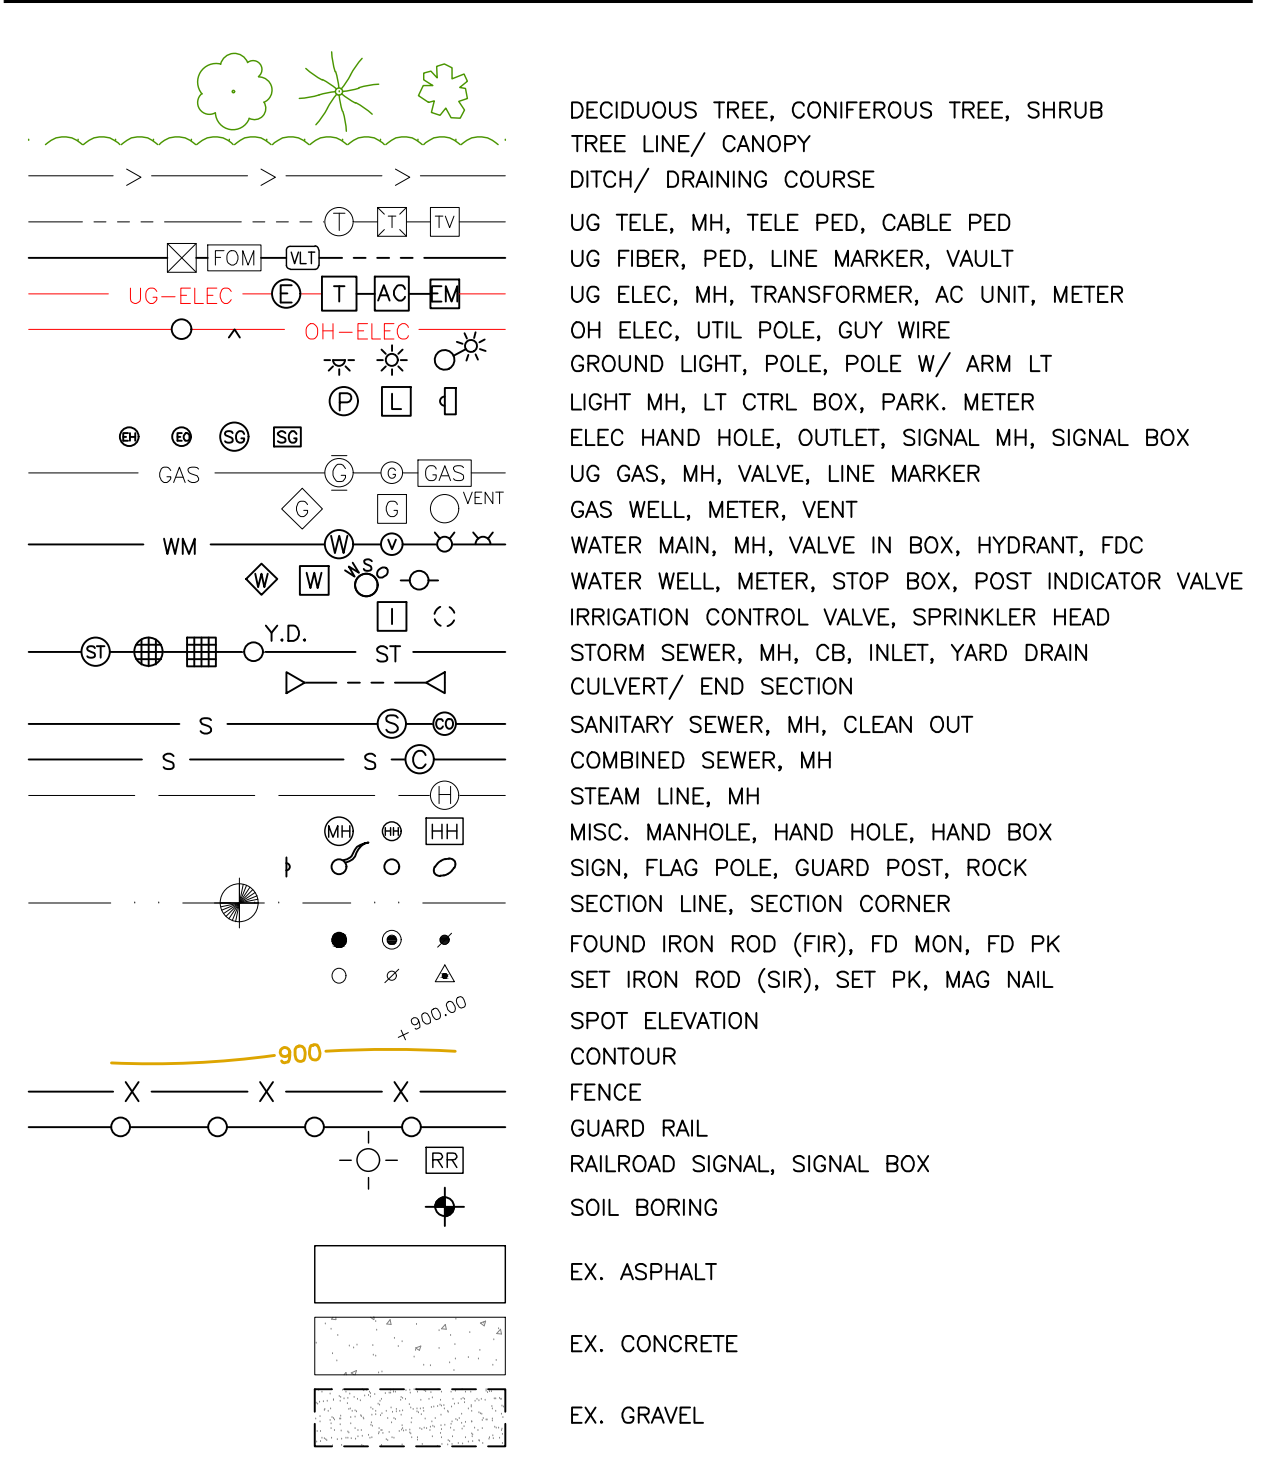 DECIDUOUS TREE, CONIFEROUS TREE, SHRUB
TREE LINE/ CANOPY
DITCH/ DRAINING COURSE
T T TV UG TELE, MH, TELE PED, CABLE PED
FOM VLT UG FIBER, PED, LINE MARKER, VAULT
UG-ELEC E T AC EM UG ELEC, MH, TRANSFORMER, AC UNIT, METER
OH-ELEC OH ELEC, UTIL POLE, GUY WIRE
GROUND LIGHT, POLE, POLE W/ ARM LT
P L LIGHT MH, LT CTRL BOX, PARK. METER
EH EO SG SG ELEC HAND HOLE, OUTLET, SIGNAL MH, SIGNAL BOX
GAS G G GAS UG GAS, MH, VALVE, LINE MARKER
G G VENT GAS WELL, METER, VENT
WM W V WATER MAIN, MH, VALVE IN BOX, HYDRANT, FDC
W W WSO WATER WELL, METER, STOP BOX, POST INDICATOR VALVE
I IRRIGATION CONTROL VALVE, SPRINKLER HEAD
ST Y.D. ST STORM SEWER, MH, CB, INLET, YARD DRAIN
CULVERT/ END SECTION
S S CO SANITARY SEWER, MH, CLEAN OUT
S S C COMBINED SEWER, MH
H STEAM LINE, MH
MH HH HH MISC. MANHOLE, HAND HOLE, HAND BOX
SIGN, FLAG POLE, GUARD POST, ROCK
SECTION LINE, SECTION CORNER
FOUND IRON ROD (FIR), FD MON, FD PK
SET IRON ROD (SIR), SET PK, MAG NAIL
+900.00 SPOT ELEVATION
900 CONTOUR
X X X FENCE
GUARD RAIL
RR RAILROAD SIGNAL, SIGNAL BOX
SOIL BORING
EX. ASPHALT
EX. CONCRETE
EX. GRAVEL